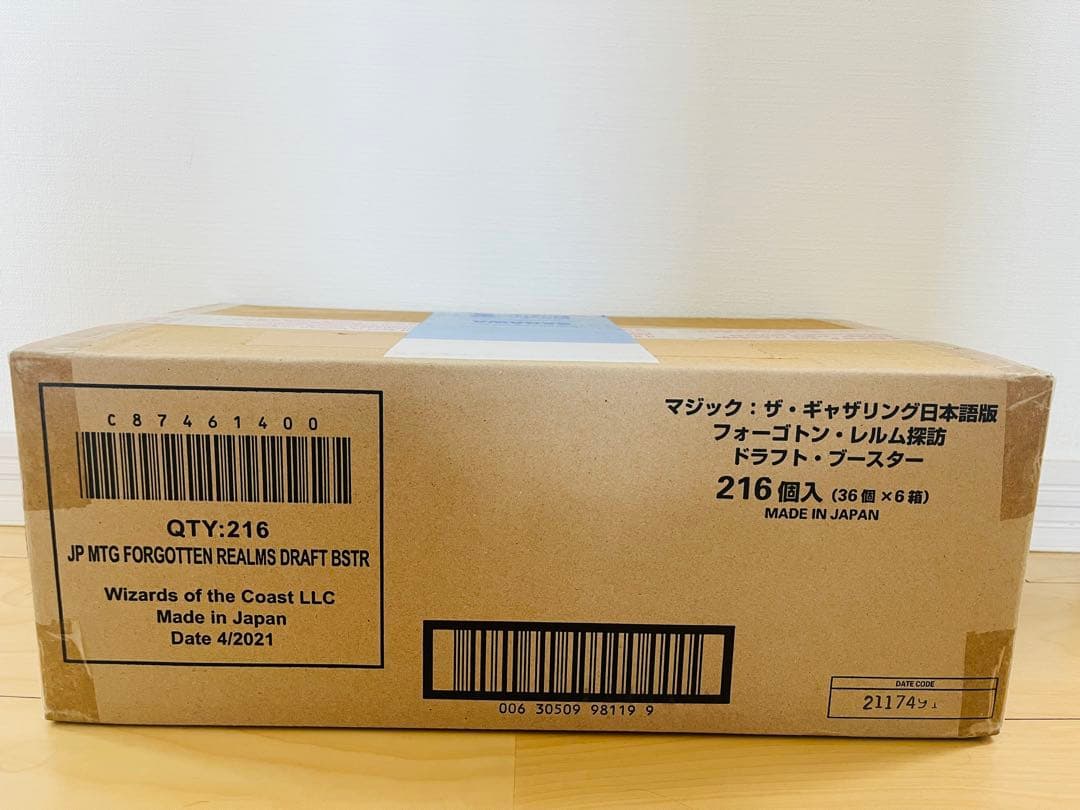 SAGAWA
C87461400
QTY:216
JP MTG FORGOTTEN REALMS DRAFT BSTR
Wizards of the Coast LLC
Made in Japan
Date 4/2021
マジック：ザ・ギャザリング日本語版
フォーゴトン・レルム探訪
ドラフト・ブースター
216個入（36個×6箱）
MADE IN JAPAN
006 30509 98119 9
DATE CODE